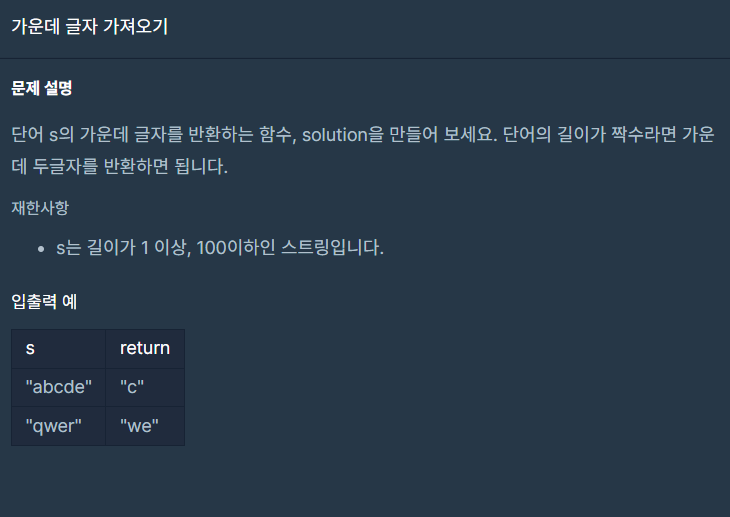 가운데 글자 가져오기
문제 설명
단어 s의 가운데 글자를 반환하는 함수, solution을 만들어 보세요. 단어의 길이가 짝수라면 가운
데 두글자를 반환하면 됩니다.
재한사항
s는 길이가 1 이상, 100이하인 스트링입니다.
입출력 예
s return
"abcde" "c"
"qwer" "we"